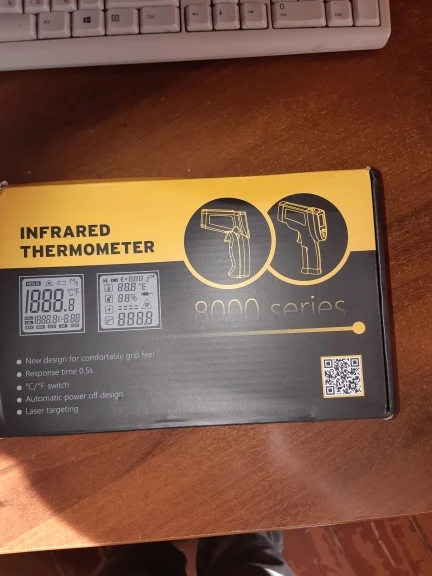 INFRARED
THERMOMETER
8000 series
New design for comfortable grip feel
Response time 0.5s
°C/°F switch
Automatic power off design
Laser targeting